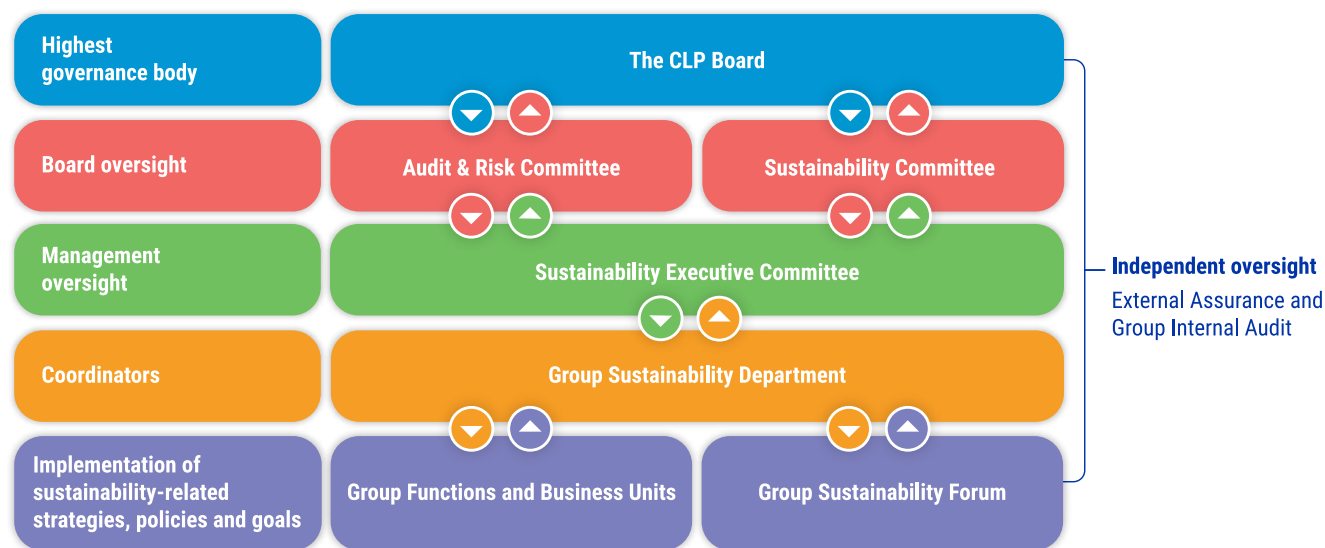 Highest
governance body
The CLP Board
Board oversight
Audit & Risk Committee
Sustainability Committee
Management
oversight
Sustainability Executive Committee
Independent oversight
External Assurance and
Group Internal Audit
Coordinators
Group Sustainability Department
Implementation of
sustainability-related
strategies, policies and goals
Group Functions and Business Units
Group Sustainability Forum